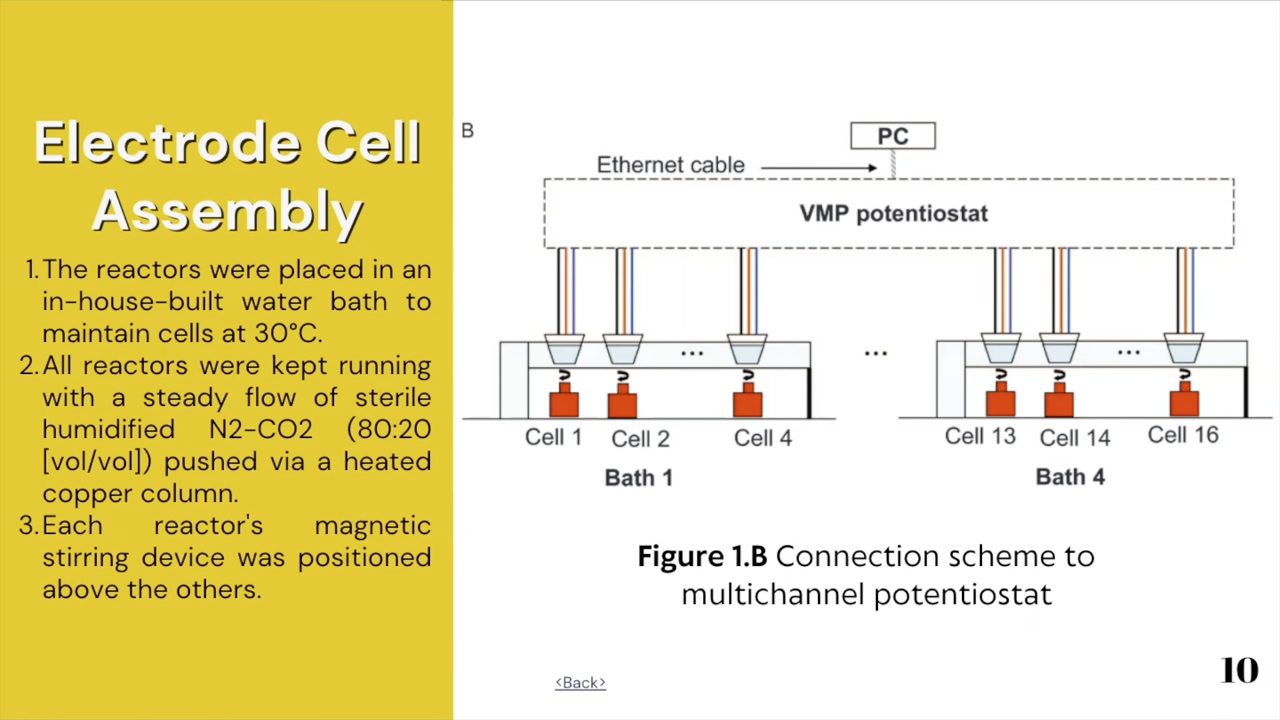 Electrode Cell
Assembly
1. The reactors were placed in an
in-house-built water bath to
maintain cells at 30°C.
2. All reactors were kept running
with a steady flow of sterile
humidified N2-CO2 (80:20
[vol/vol]) pushed via a heated
copper column.
3. Each reactor's magnetic
stirring device was positioned
above the others.
B
PC
Ethernet cable
VMP potentiostat
... ... ...
Cell 1 Cell 2 Cell 4 Cell 13 Cell 14 Cell 16
Bath 1 Bath 4
Figure 1.B Connection scheme to
multichannel potentiostat
<Back>
10